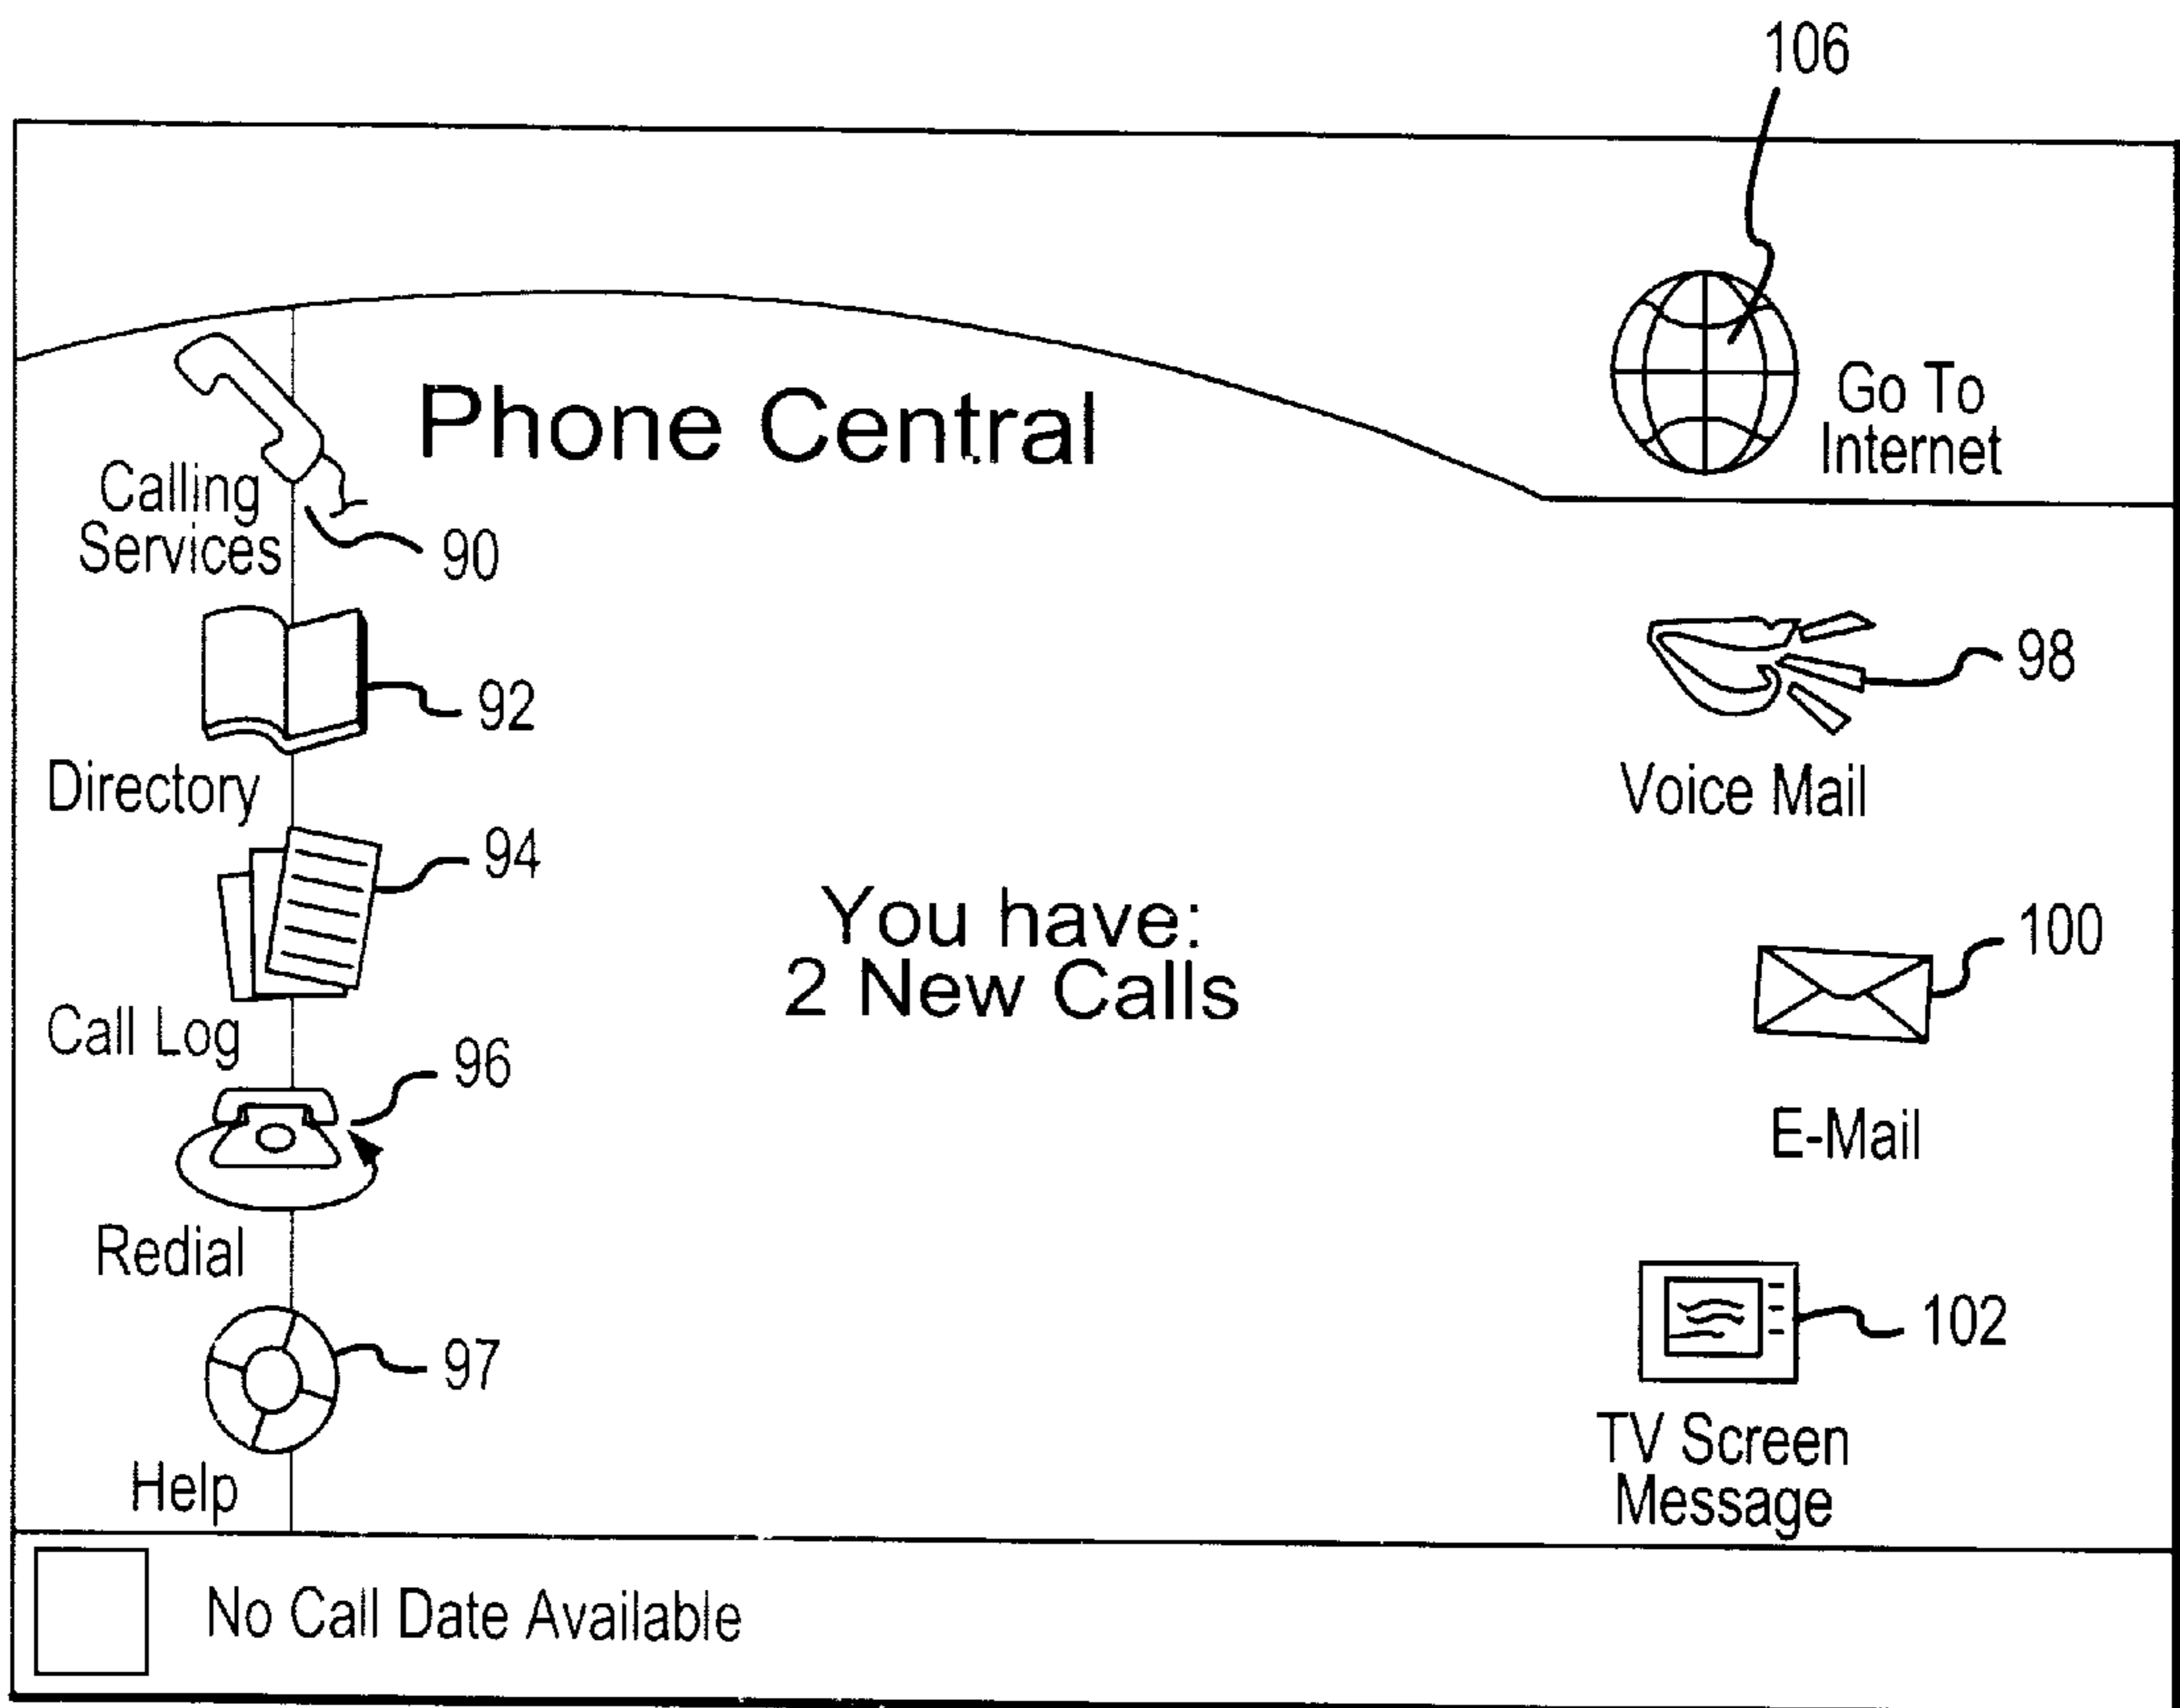 106
Go To
Internet
Phone Central
Calling
Services
90
92
Directory
94
Call Log
96
Redial
97
Help
You have:
2 New Calls
98
Voice Mail
100
E-Mail
102
TV Screen
Message
No Call Date Available